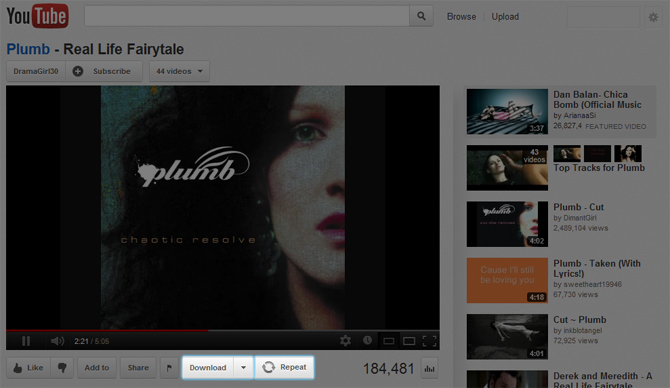 YouTube
Browse | Upload
Plumb - Real Life Fairytale
DramaGirl30 Subscribe 44 videos
plumb
chaotic resolve
2:21 / 5:05
Like Add to Share Download Repeat 184,481
Dan Balan- Chica
Bomb (Official Music
by ArianaaSi
26,827,4 FEATURED VIDEO
3:37
43
videos
Top Tracks for Plumb
plumb
Plumb - Cut
by DimantGirl
2,489,104 views
4:02
Cause I'll still
be loving you
Plumb - Taken (With
Lyrics!)
by sweetheart19946
67,730 views
4:18
Cut ~ Plumb
by inkblotangel
72,925 views
4:01
Derek and Meredith - A
Real Life Fairytale